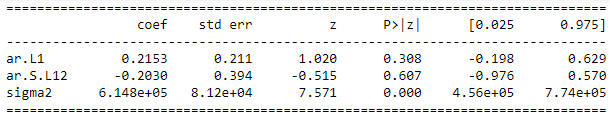 coef std err z P>|z| [0.025 0.975]
ar.L1 0.2153 0.211 1.020 0.308 -0.198 0.629
ar.S.L12 -0.2030 0.394 -0.515 0.607 -0.976 0.570
sigma2 6.148e+05 8.12e+04 7.571 0.000 4.56e+05 7.74e+05